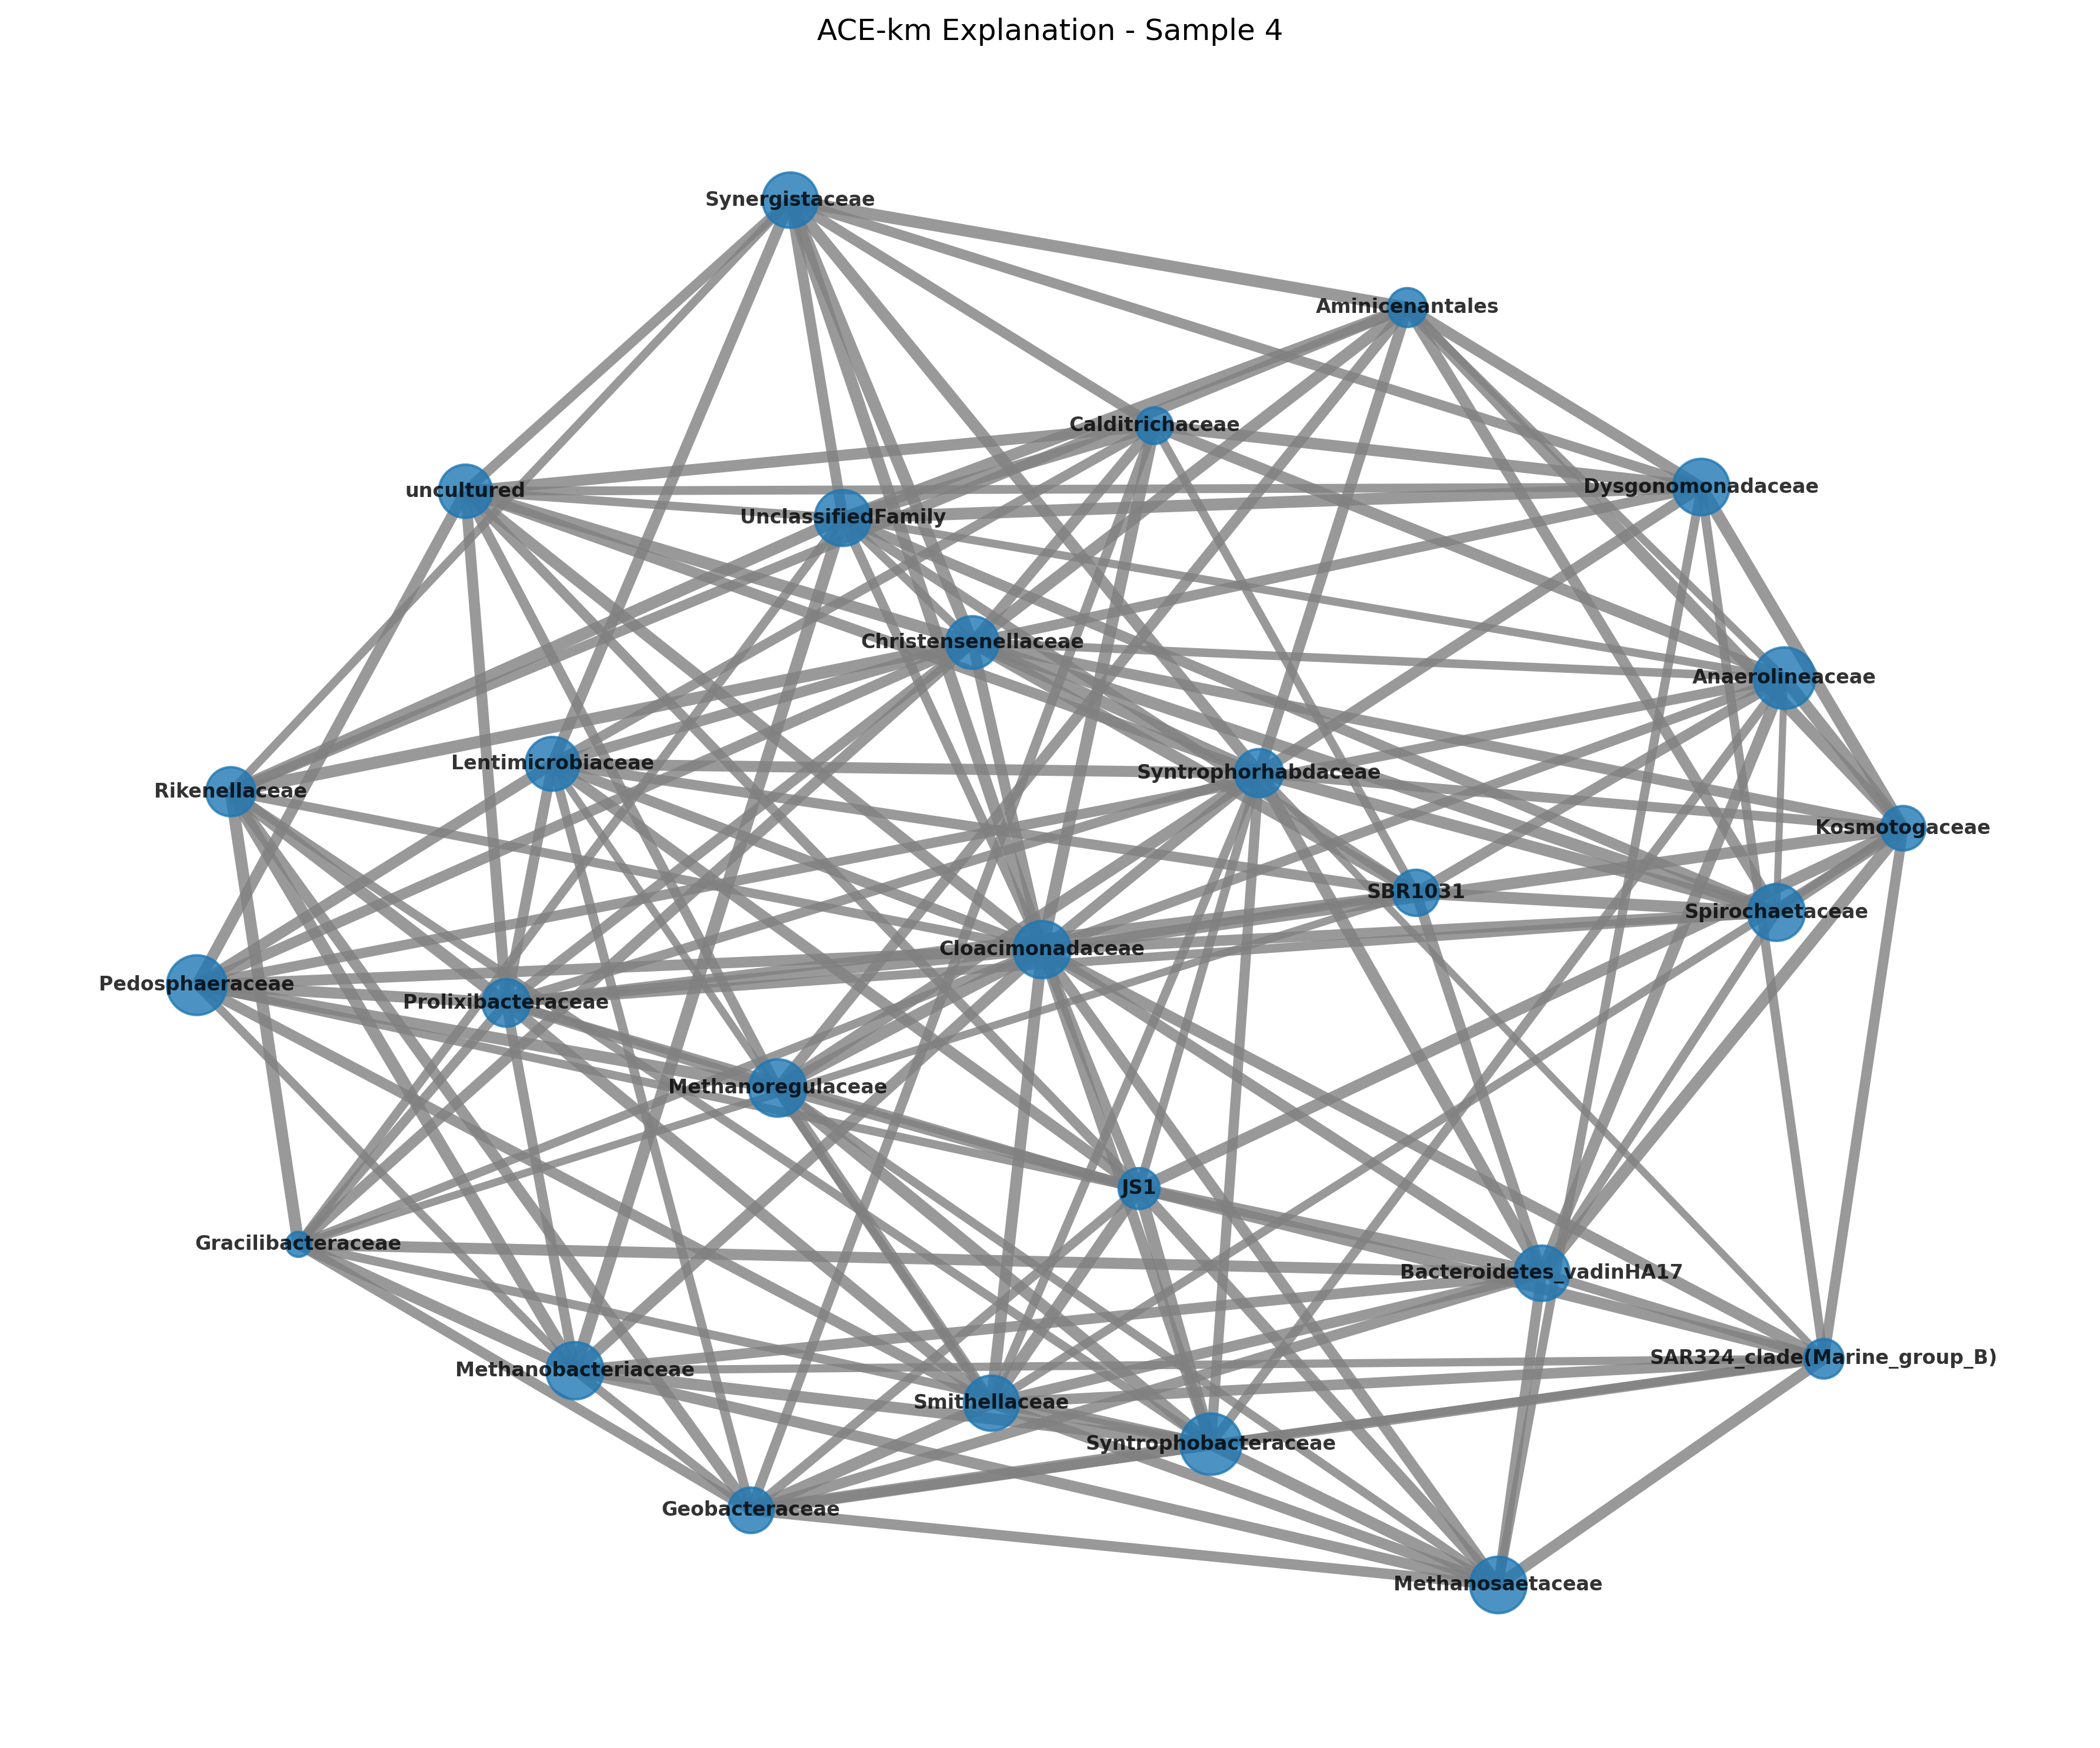 ACE-km Explanation - Sample 4
Synergistaceae
Aminicenantales
Calditrichaceae
Dysgonomonadaceae
uncultured
UnclassifiedFamily
Christensenellaceae
Anaerolineaceae
Lentimicrobiaceae
Syntrophorhabdaceae
Rikenellaceae
Kosmotogaceae
SBR1031
Spirochaetaceae
Cloacimonadaceae
Pedosphaeraceae
Prolixibacteraceae
Methanoregulaceae
JS1
Gracilibacteraceae
Bacteroidetes_vadinHA17
SAR324_clade(Marine_group_B)
Methanobacteriaceae
Smithellaceae
Syntrophobacteraceae
Geobacteraceae
Methanosaetaceae